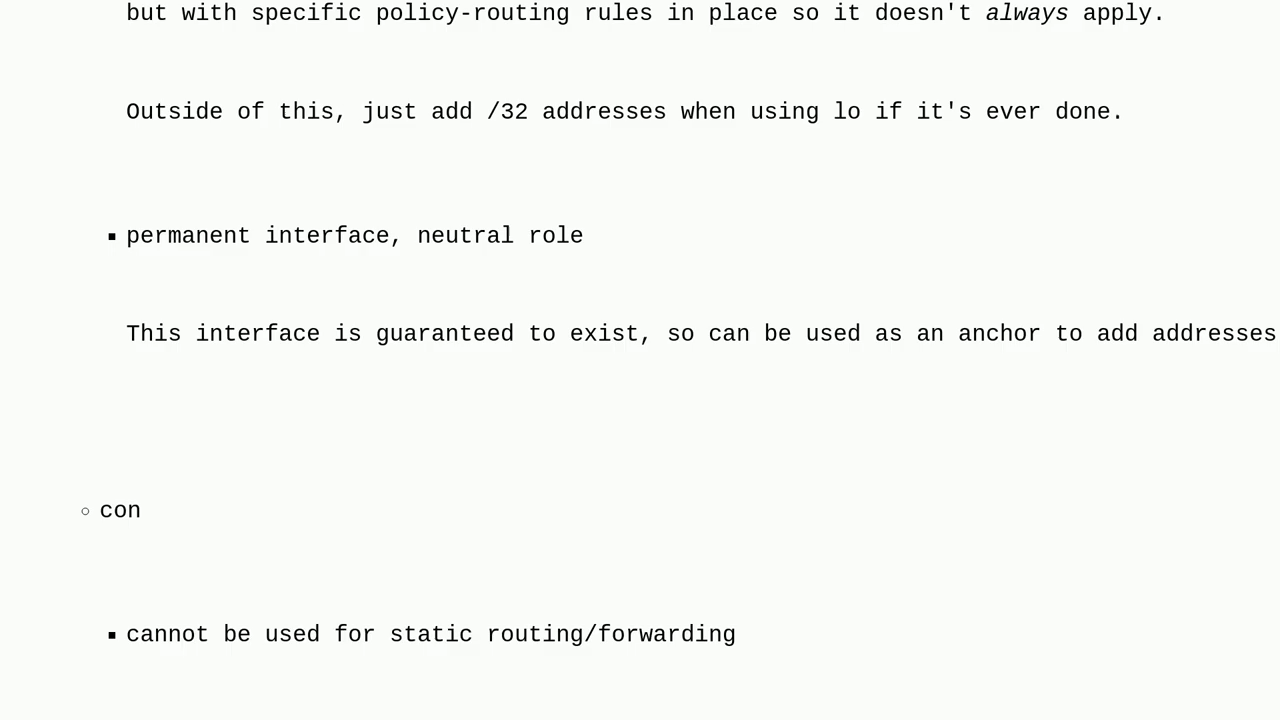 but with specific policy-routing rules in place so it doesn't always apply.
Outside of this, just add /32 addresses when using lo if it's ever done.
permanent interface, neutral role
This interface is guaranteed to exist, so can be used as an anchor to add addresses
con
cannot be used for static routing/forwarding